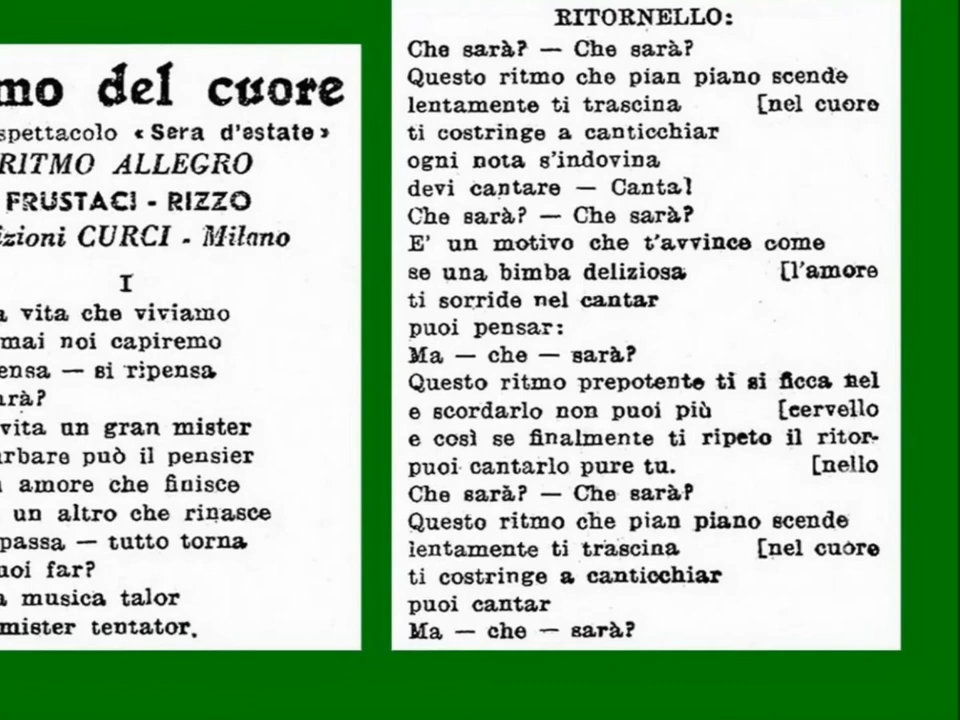 mo del cuore
spettacolo « Sera d'estate »
RITMO ALLEGRO
FRUSTACI - RIZZO
izioni CURCI - Milano
I
a vita che viviamo
mai noi capiremo
ensa — si ripensa
arà?
vita un gran mister
urbare può il pensier
amore che finisce
un altro che rinasce
passa — tutto torna
uoi far?
a musica talor
mister tentator.
RITORNELLO:
Che sarà? — Che sarà?
Questo ritmo che pian piano scende
lentamente ti trascina [nel cuore
ti costringe a canticchiar
ogni nota s'indovina
devi cantare — Canta!
Che sarà? — Che sarà?
E' un motivo che t'avvince come
se una bimba deliziosa [l'amore
ti sorride nel cantar
puoi pensar:
Ma — che — sarà?
Questo ritmo prepotente ti si ficca nel
e scordarlo non puoi più [cervello
e così se finalmente ti ripeto il ritor-
puoi cantarlo pure tu. [nello
Che sarà? — Che sarà?
Questo ritmo che pian piano scende
lentamente ti trascina [nel cuore
ti costringe a canticchiar
puoi cantar
Ma — che — sarà?